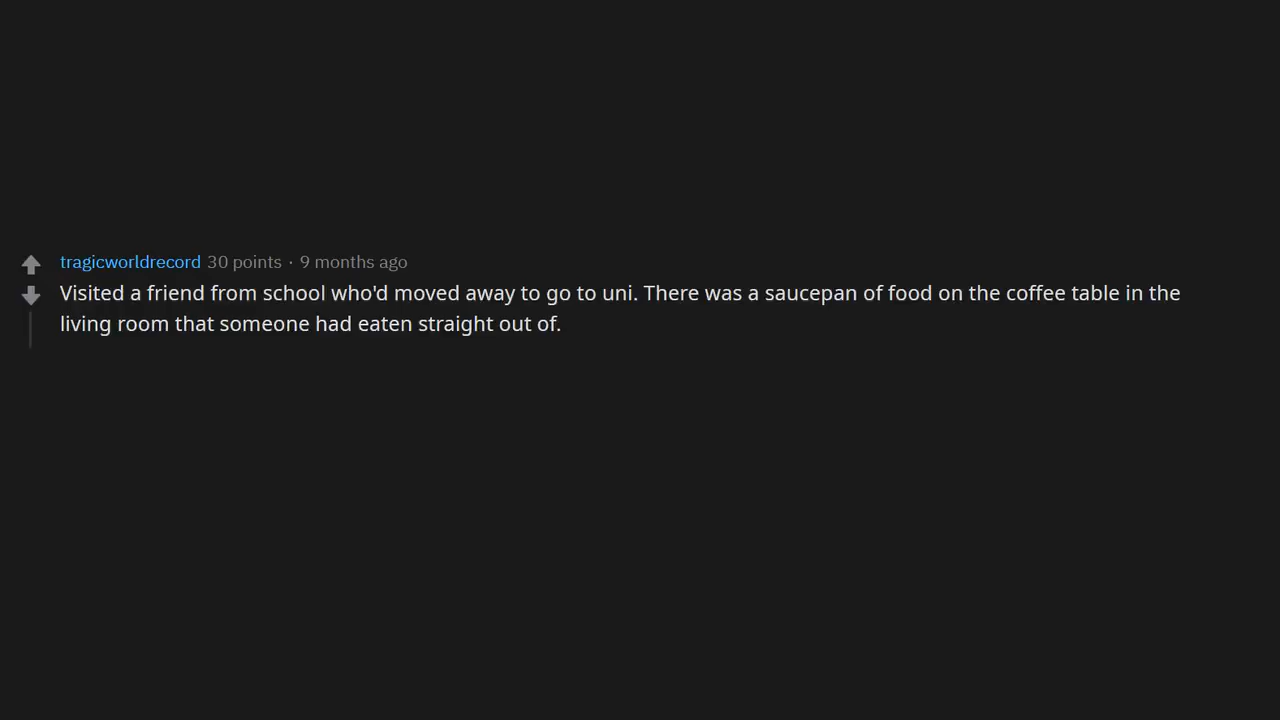 tragicworldrecord 30 points · 9 months ago
Visited a friend from school who'd moved away to go to uni. There was a saucepan of food on the coffee table in the
living room that someone had eaten straight out of.